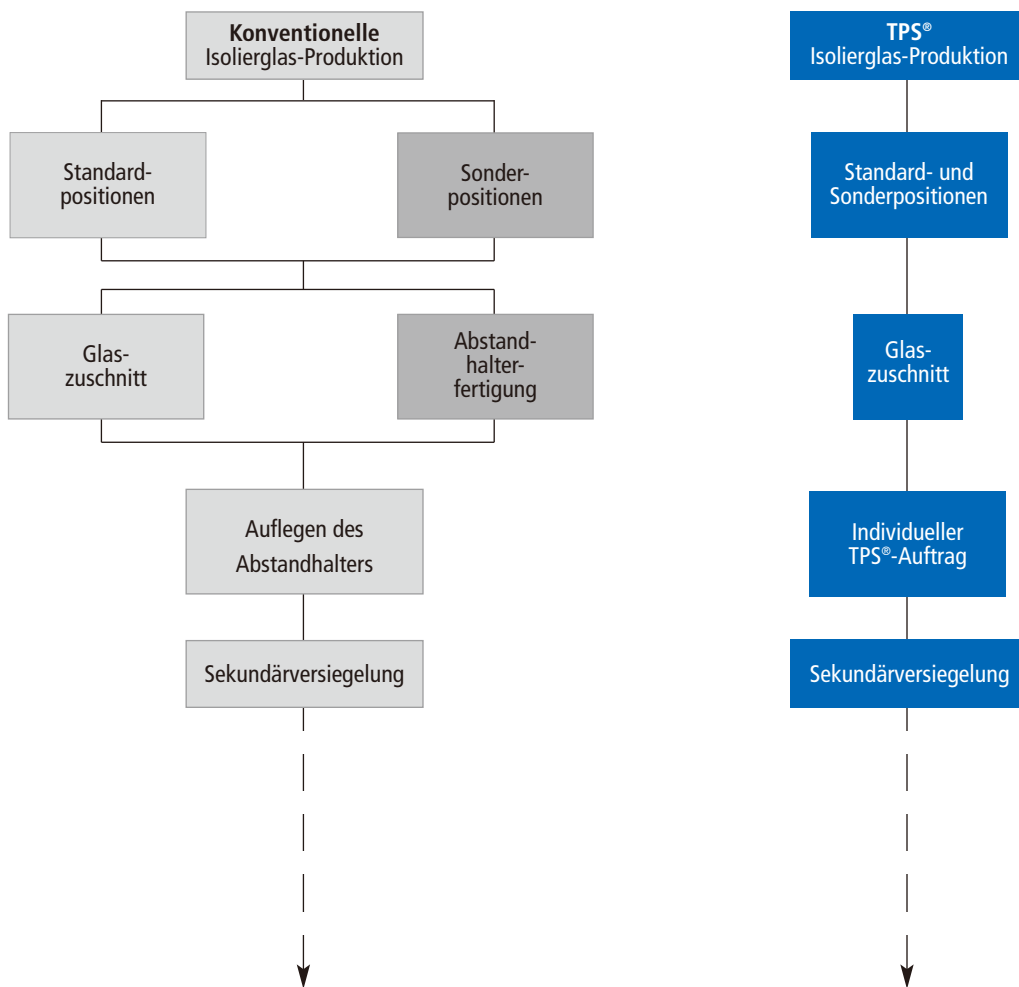 Konventionelle
Isolierglas-Produktion
Standard-
positionen
Sonder-
positionen
Glas-
zuschnitt
Abstand-
halter-
fertigung
Auflegen des
Abstandhalters
Sekundärversiegelung
TPS®
Isolierglas-Produktion
Standard- und
Sonderpositionen
Glas-
zuschnitt
Individueller
TPS®-Auftrag
Sekundärversiegelung